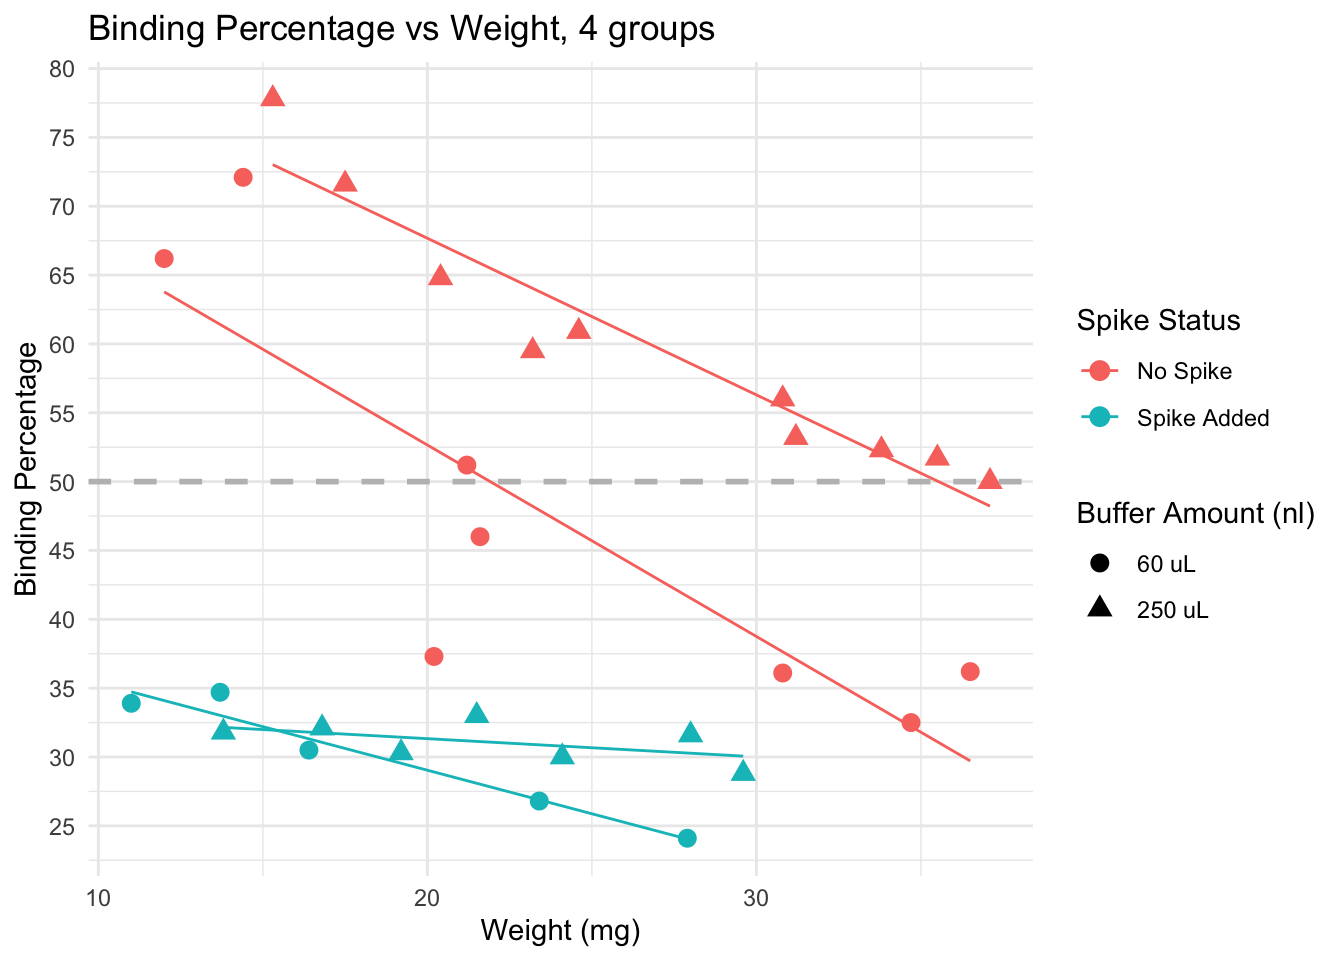 Binding Percentage vs Weight, 4 groups
80
75
70
65
60
55
50
45
40
35
30
25
Binding Percentage
10 20 30
Weight (mg)
Spike Status
No Spike
Spike Added
Buffer Amount (nl)
60 uL
250 uL